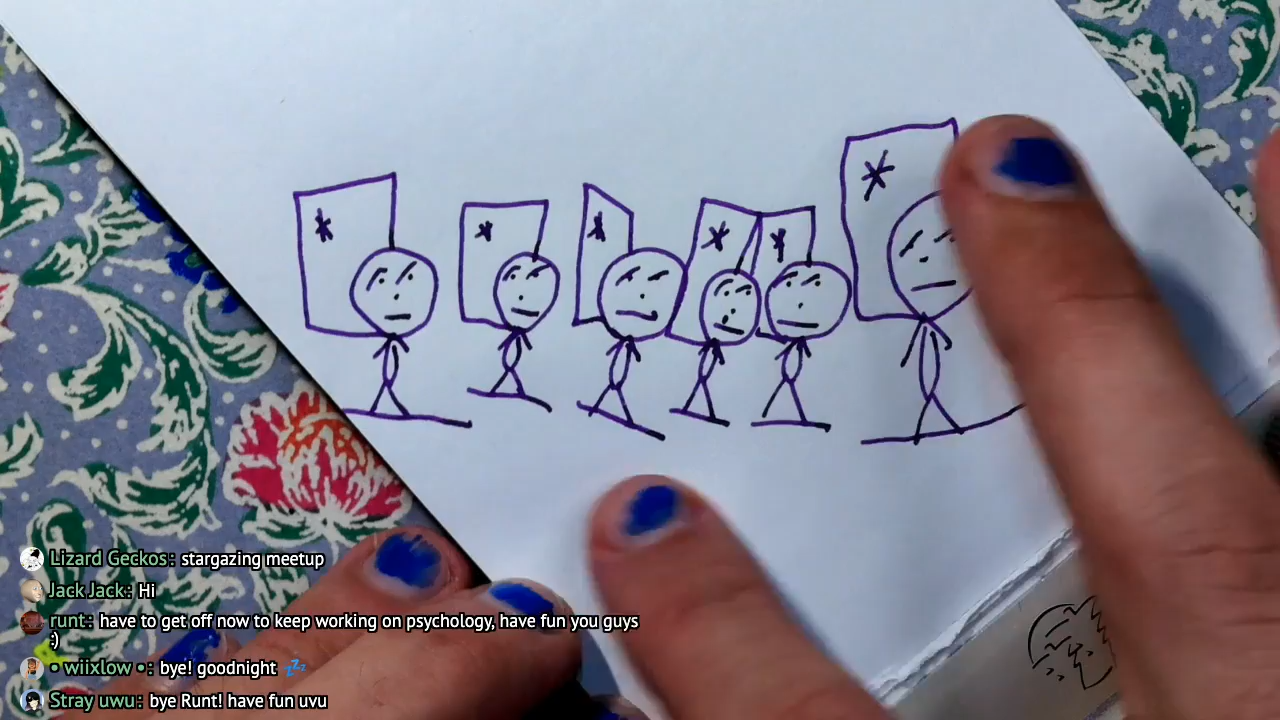 Lizard Geckos: stargazing meetup
Jack Jack: Hi
runt: have to get off now to keep working on psychology, have fun you guys
:)
• wiixlow •: bye! goodnight 💤
Stray uwu: bye Runt! have fun uvu